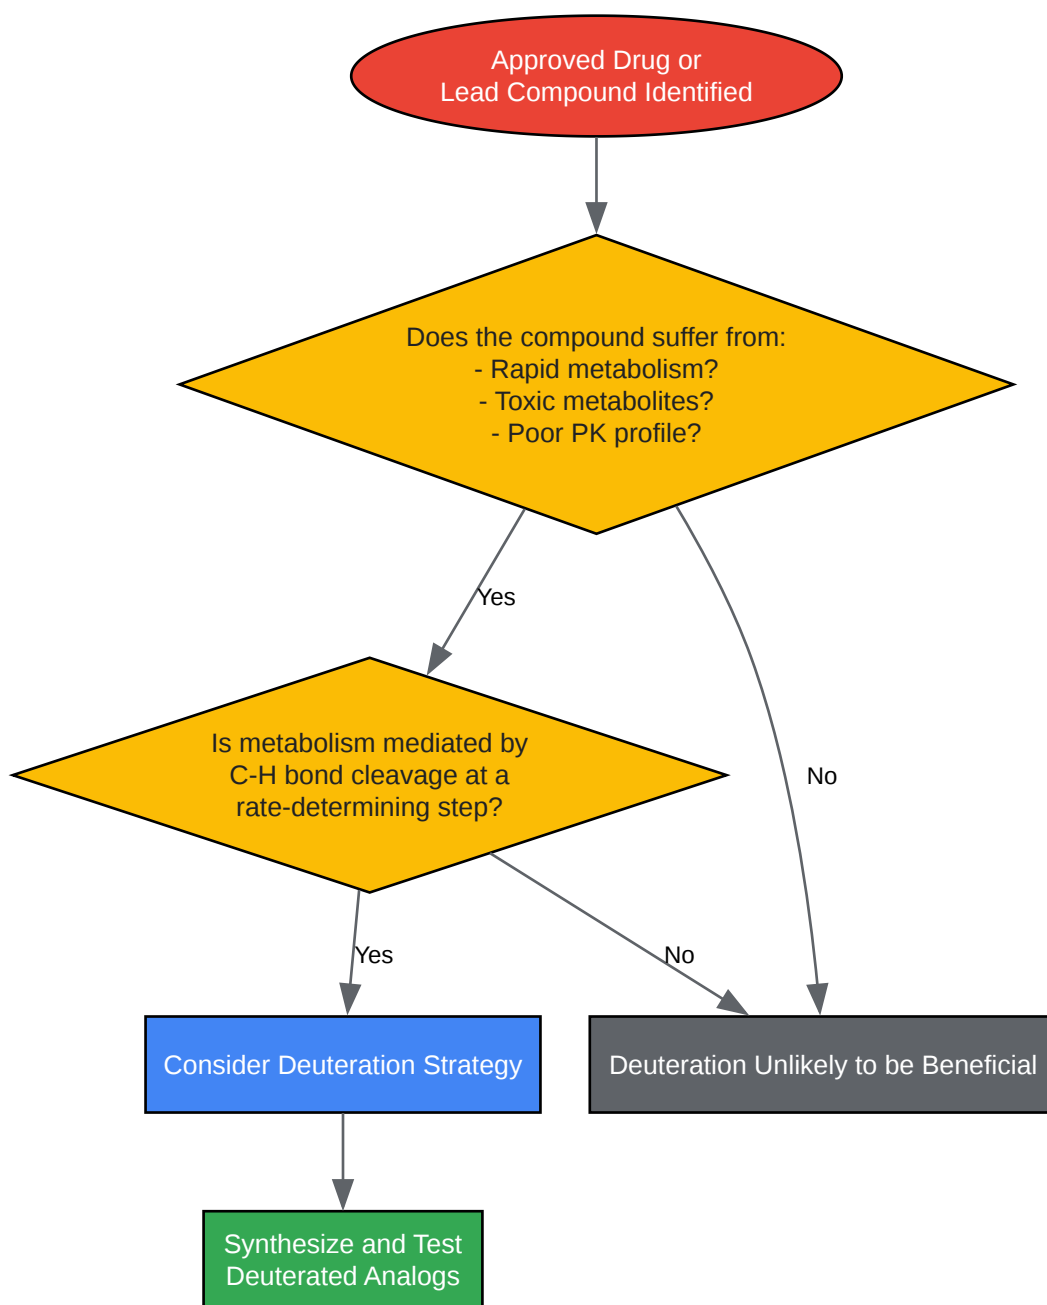 Approved Drug or
Lead Compound Identified
Does the compound suffer from:
- Rapid metabolism?
- Toxic metabolites?
- Poor PK profile?
Yes
No
Is metabolism mediated by
C-H bond cleavage at a
rate-determining step?
Yes
No
Consider Deuteration Strategy
Deuteration Unlikely to be Beneficial
Synthesize and Test
Deuterated Analogs